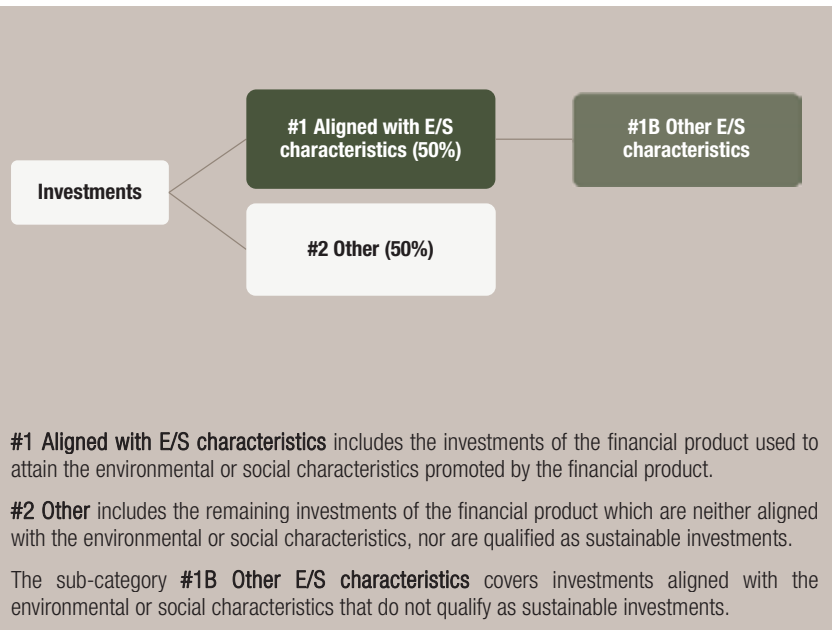 #1 Aligned with E/S
characteristics (50%)
#1B Other E/S
characteristics
Investments
#2 Other (50%)
#1 Aligned with E/S characteristics includes the investments of the financial product used to
attain the environmental or social characteristics promoted by the financial product.
#2 Other includes the remaining investments of the financial product which are neither aligned
with the environmental or social characteristics, nor are qualified as sustainable investments.
The sub-category #1B Other E/S characteristics covers investments aligned with the
environmental or social characteristics that do not qualify as sustainable investments.